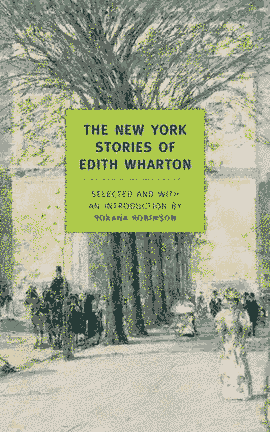 THE NEW YORK
STORIES OF
EDITH WHARTON
SELECTED AND WITH
AN INTRODUCTION BY
ROXANA ROBINSON